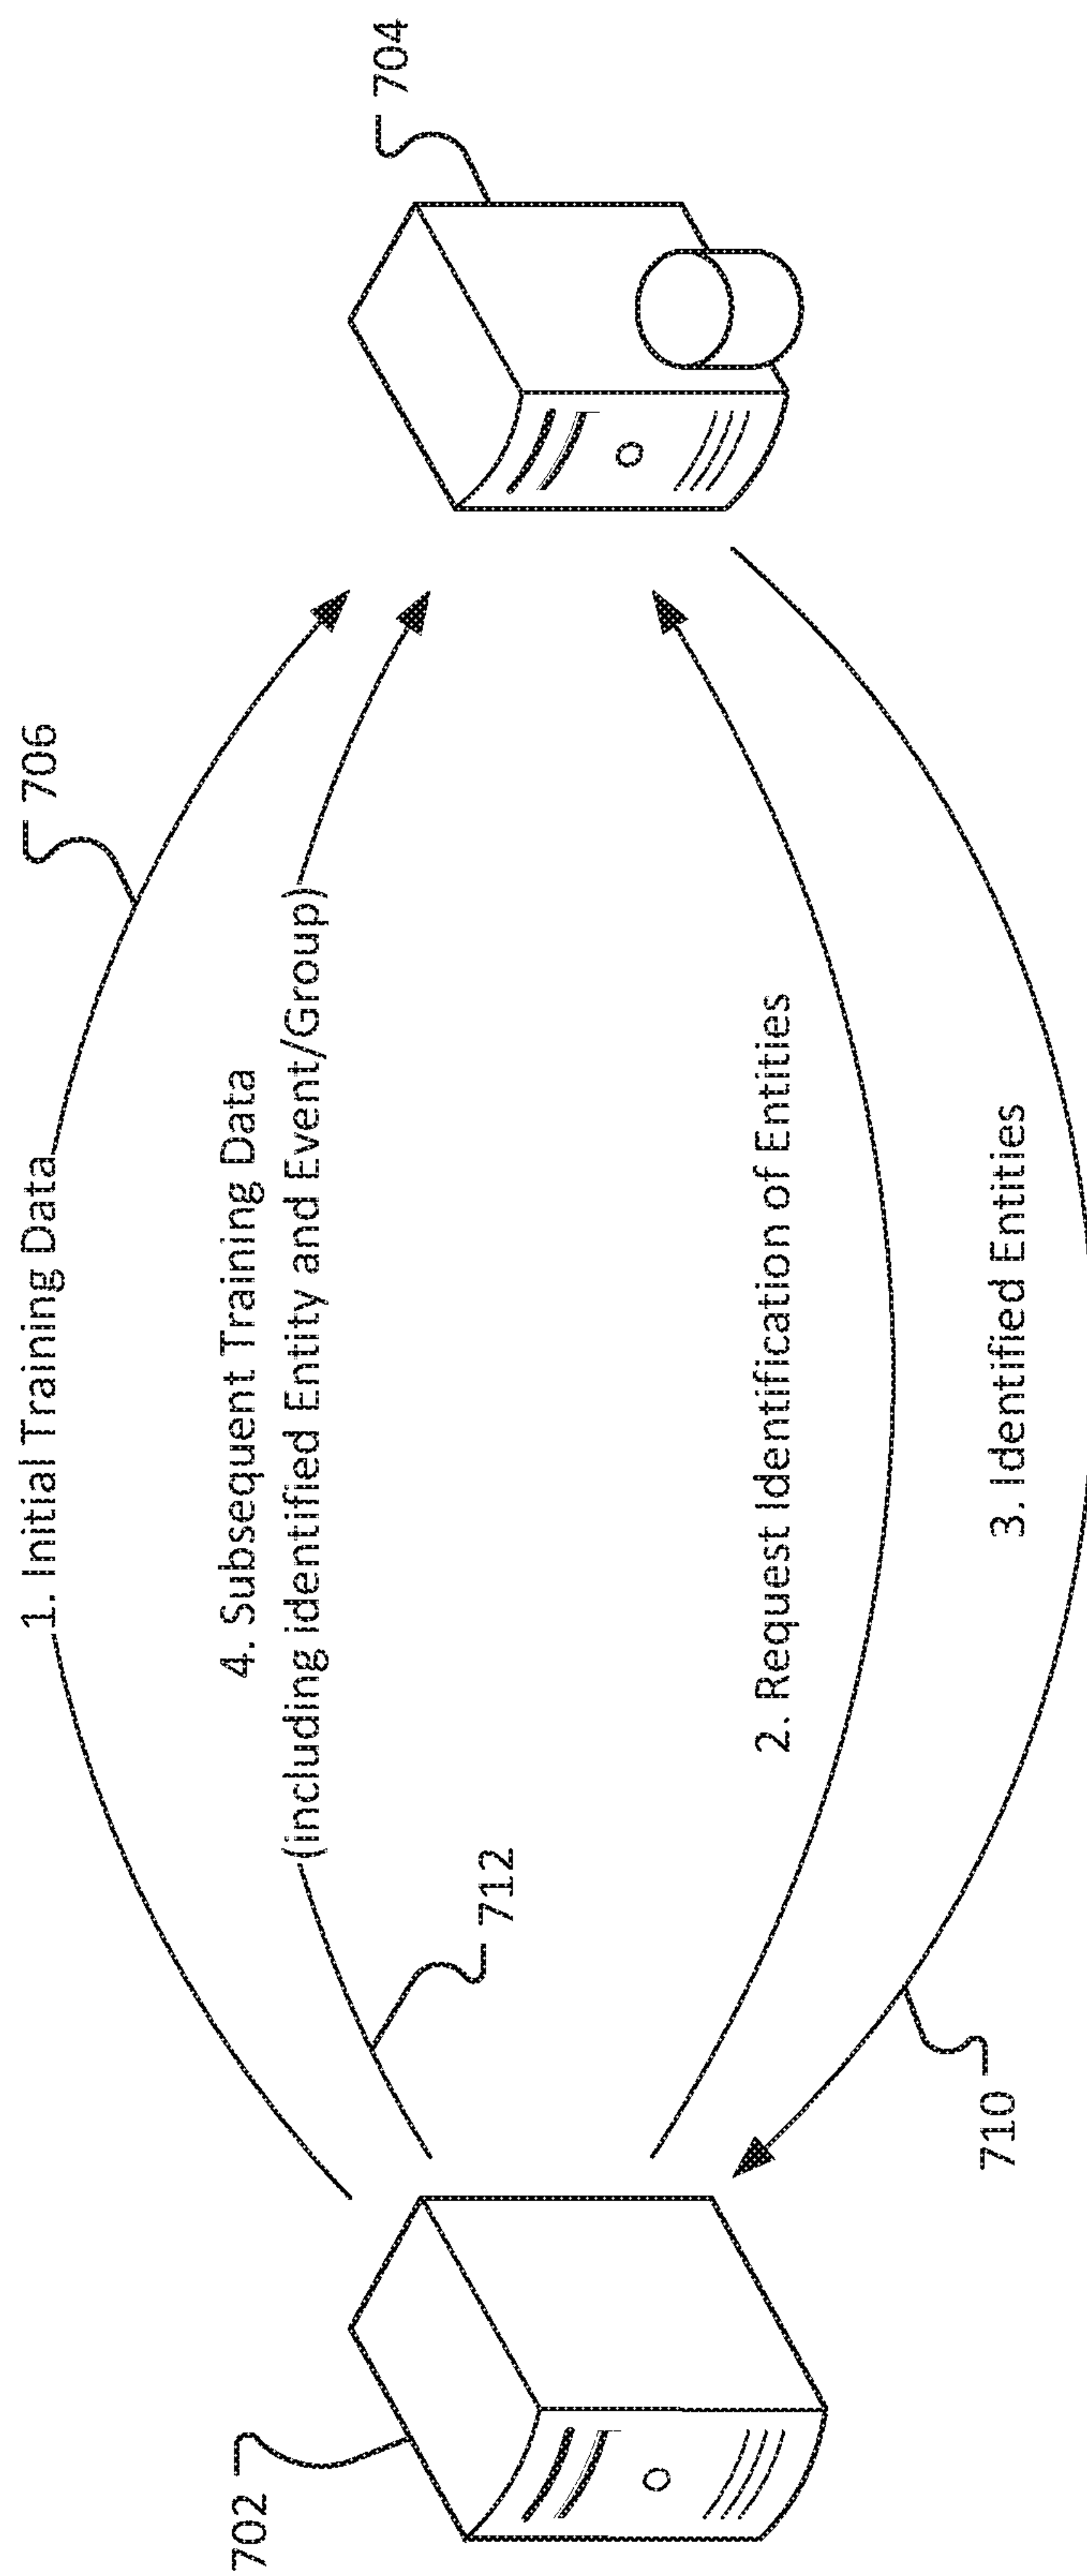 1. Initial Training Data
706
4. Subsequent Training Data
(including identified Entity and Event/Group)
712
702
704
2. Request Identification of Entities
3. Identified Entities
710